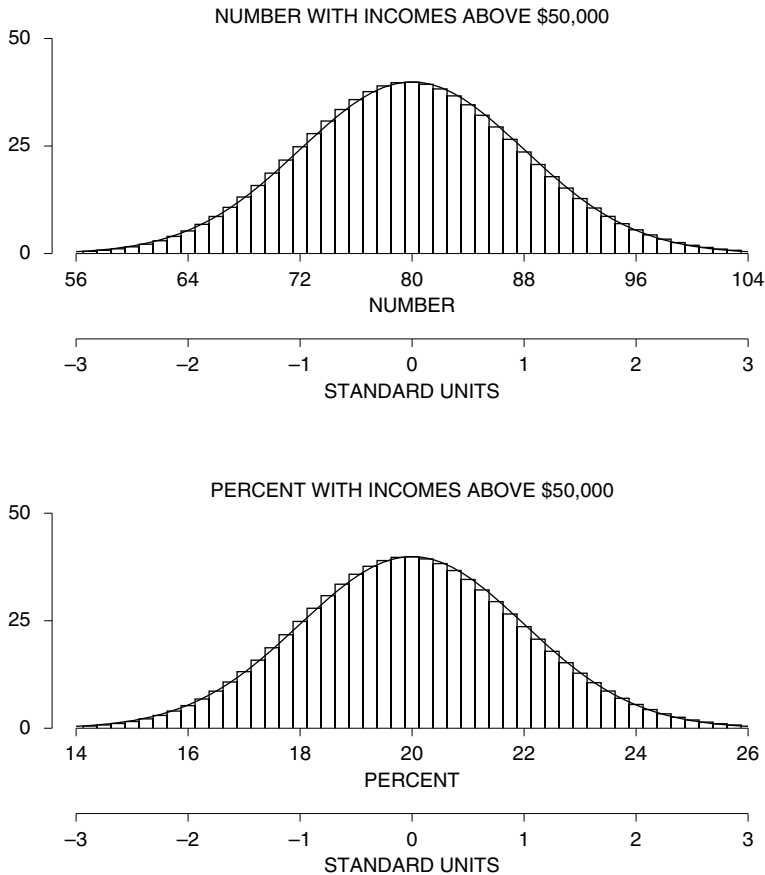 NUMBER WITH INCOMES ABOVE $50,000
50
25
0
56 64 72 80 88 96 104
NUMBER
–3 –2 –1 0 1 2 3
STANDARD UNITS
PERCENT WITH INCOMES ABOVE $50,000
50
25
0
14 16 18 20 22 24 26
PERCENT
–3 –2 –1 0 1 2 3
STANDARD UNITS